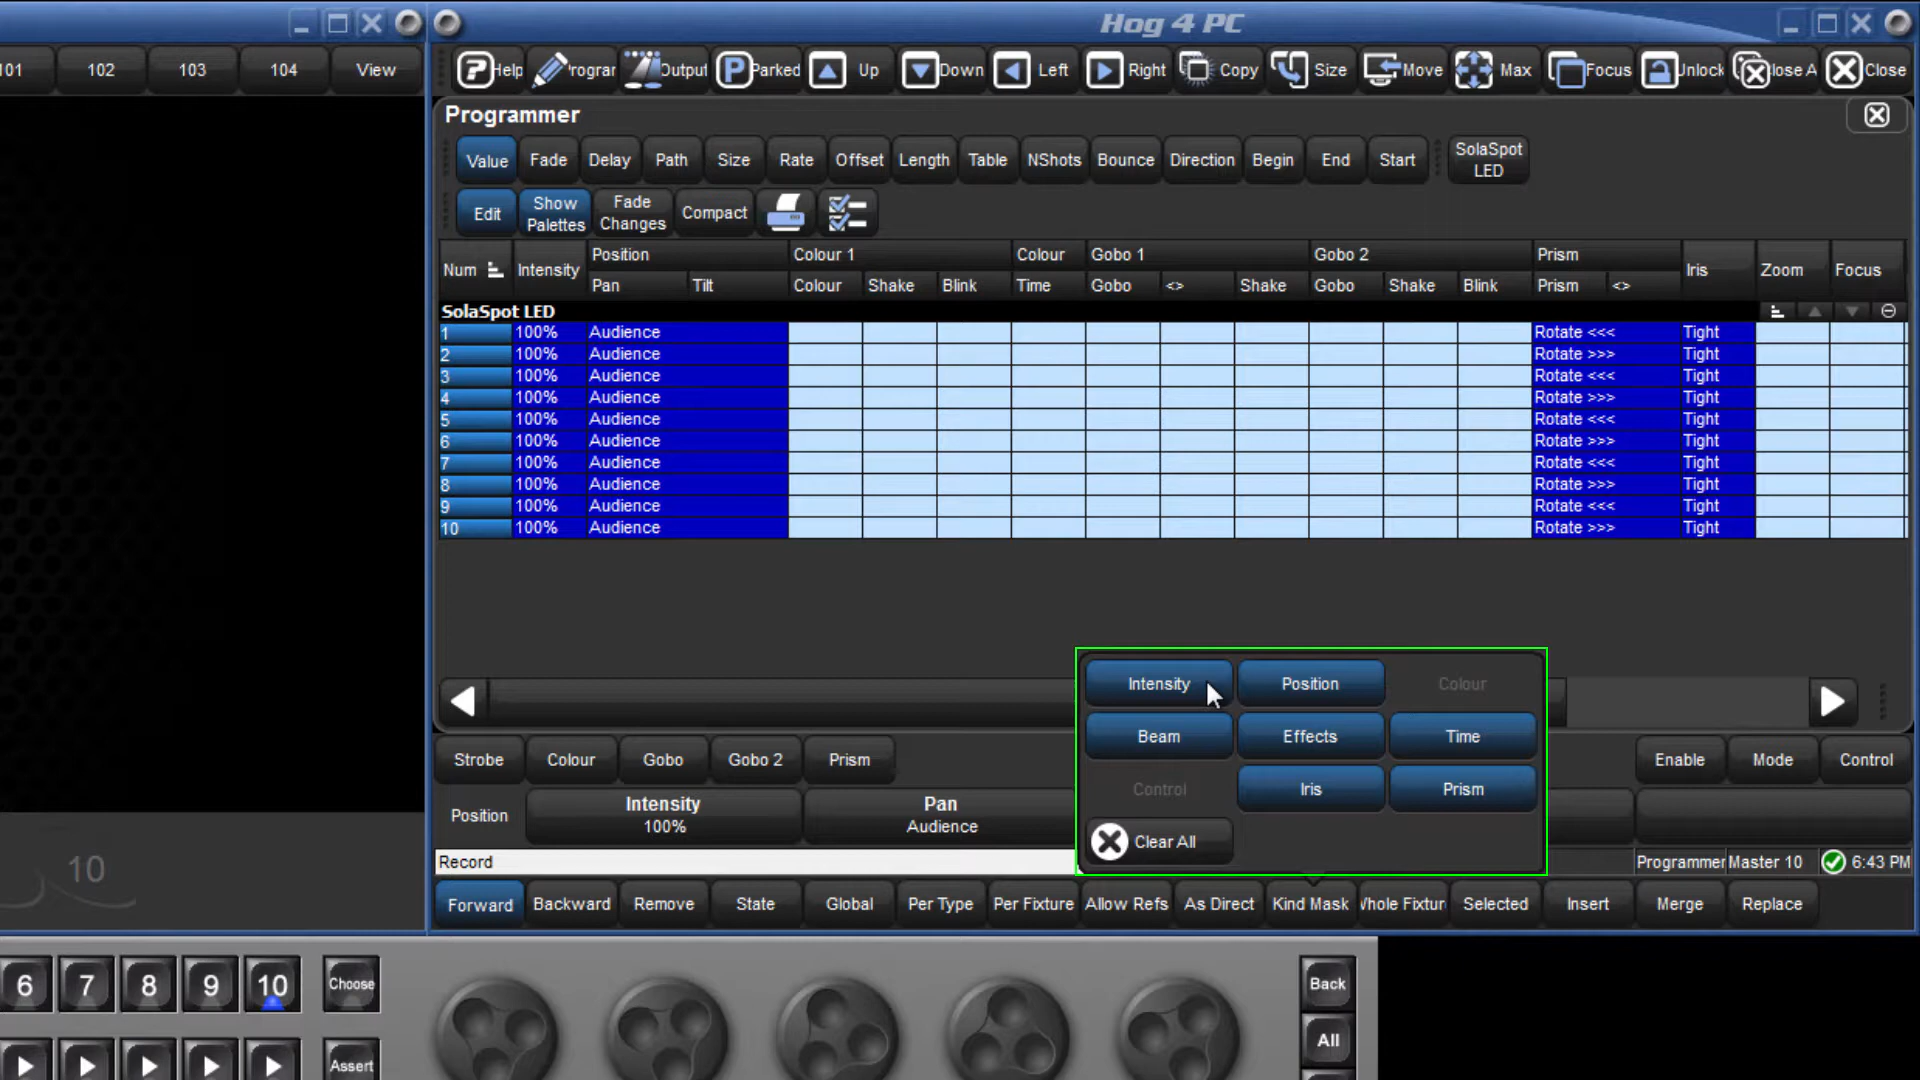 Hog 4 PC
101 102 103 104 View
Help Program Output Parked Up Down Left Right Copy Size Move Max Focus Unlock Close A Close
Programmer
Value Fade Delay Path Size Rate Offset Length Table NShots Bounce Direction Begin End Start SolaSpot LED
Edit Show Palettes Fade Changes Compact
Position Colour 1 Colour Gobo 1 Gobo 2 Prism
Num Intensity Iris Zoom Focus
Pan Tilt Colour Shake Blink Time Gobo <> Shake Gobo Shake Blink Prism <>
SolaSpot LED
1 100% Audience Rotate <<< Tight
2 100% Audience Rotate >>> Tight
3 100% Audience Rotate <<< Tight
4 100% Audience Rotate >>> Tight
5 100% Audience Rotate <<< Tight
6 100% Audience Rotate >>> Tight
7 100% Audience Rotate <<< Tight
8 100% Audience Rotate >>> Tight
9 100% Audience Rotate <<< Tight
10 100% Audience Rotate >>> Tight
Intensity Position Colour
Beam Effects Time
Control Iris Prism
Clear All
Strobe Colour Gobo Gobo 2 Prism Enable Mode Control
Position Intensity 100% Pan Audience
10
Record Programmer Master 10 6:43 PM
Forward Backward Remove State Global Per Type Per Fixture Allow Refs As Direct Kind Mask Whole Fixtur Selected Insert Merge Replace
6 7 8 9 10 Choose Back
Assert All